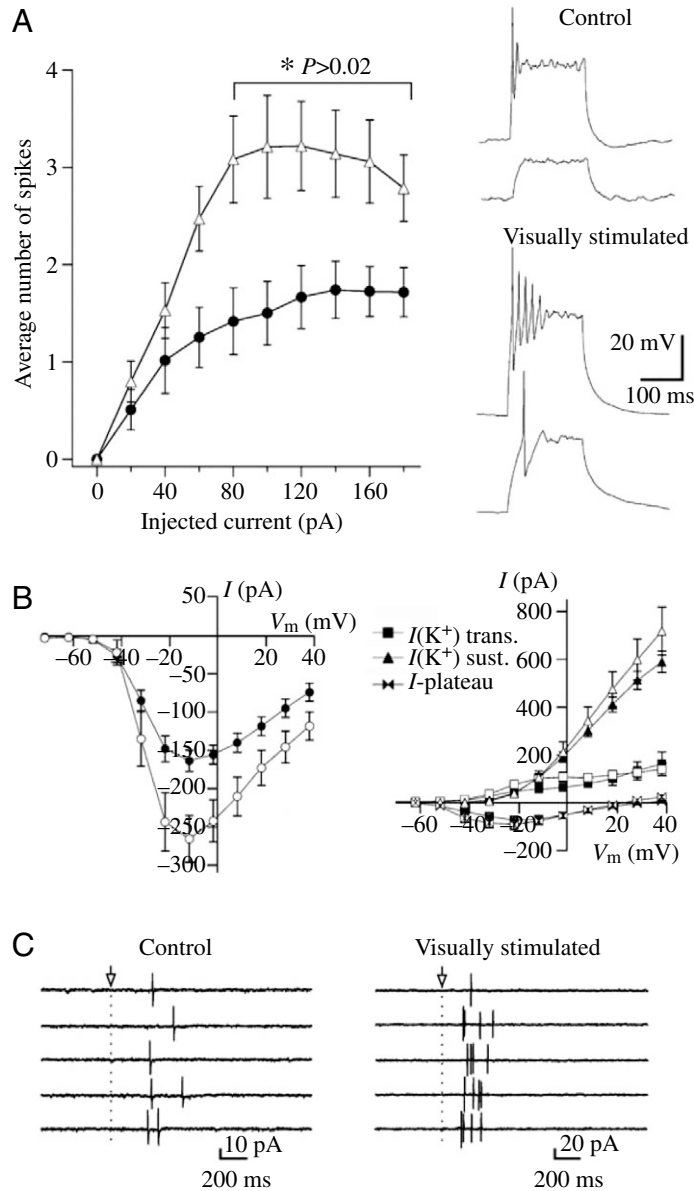 A
Control
* P>0.02
4
3
2
1
0
Average number of spikes
0 40 80 120 160
Injected current (pA)
Visually stimulated
20 mV
100 ms
B
I (pA)
50
Vm (mV)
−60 −40 −20 20 40
−50
−100
−150
−200
−250
−300
I(K+) trans.
I(K+) sust.
I-plateau
I (pA)
800
600
400
200
−60 −40 −20 0 20 40
−200
Vm (mV)
C
Control
Visually stimulated
10 pA
200 ms
20 pA
200 ms